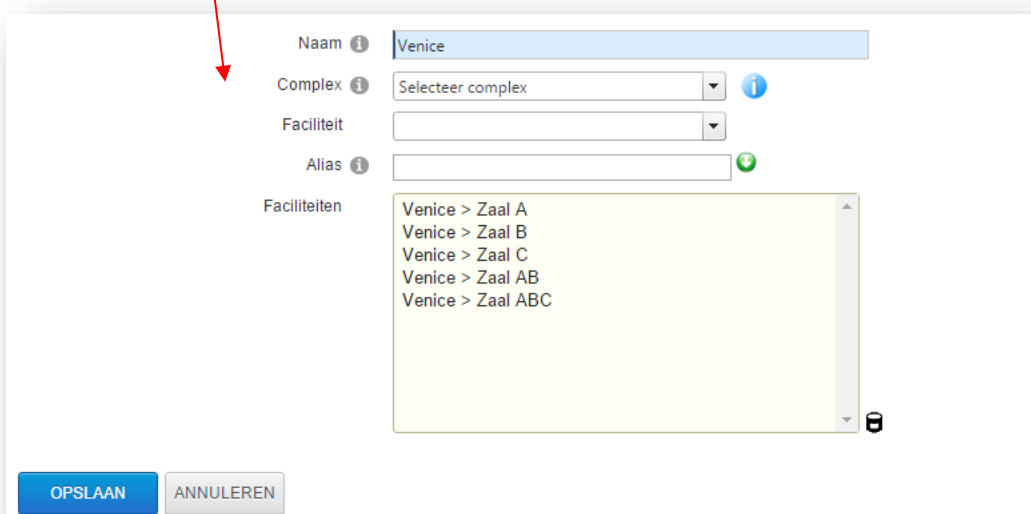 Naam
Venice
Complex
Selecteer complex
Faciliteit
Alias
Faciliteiten
Venice > Zaal A
Venice > Zaal B
Venice > Zaal C
Venice > Zaal AB
Venice > Zaal ABC
OPSLAAN ANNULEREN